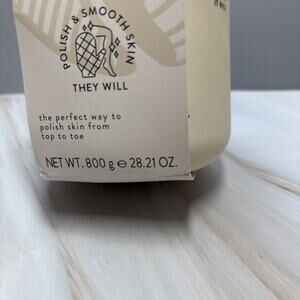 POLISH & SMOOTH SKIN
THEY WILL
the perfect way to
polish skin from
top to toe
NET WT. 800 g e 28.21 OZ.
WILL